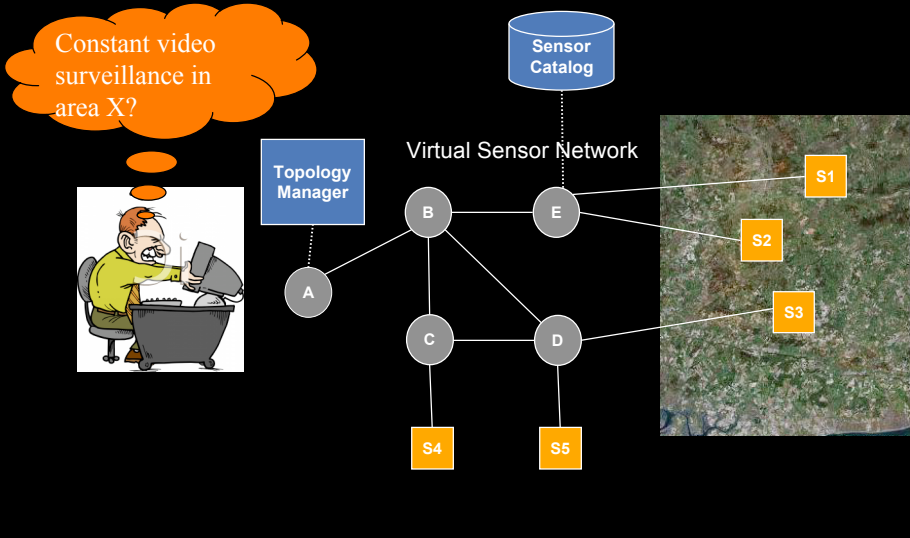 Constant video
surveillance in
area X?
Sensor
Catalog
Virtual Sensor Network
Topology
Manager
S1
B
E
S2
A
S3
C
D
S4
S5